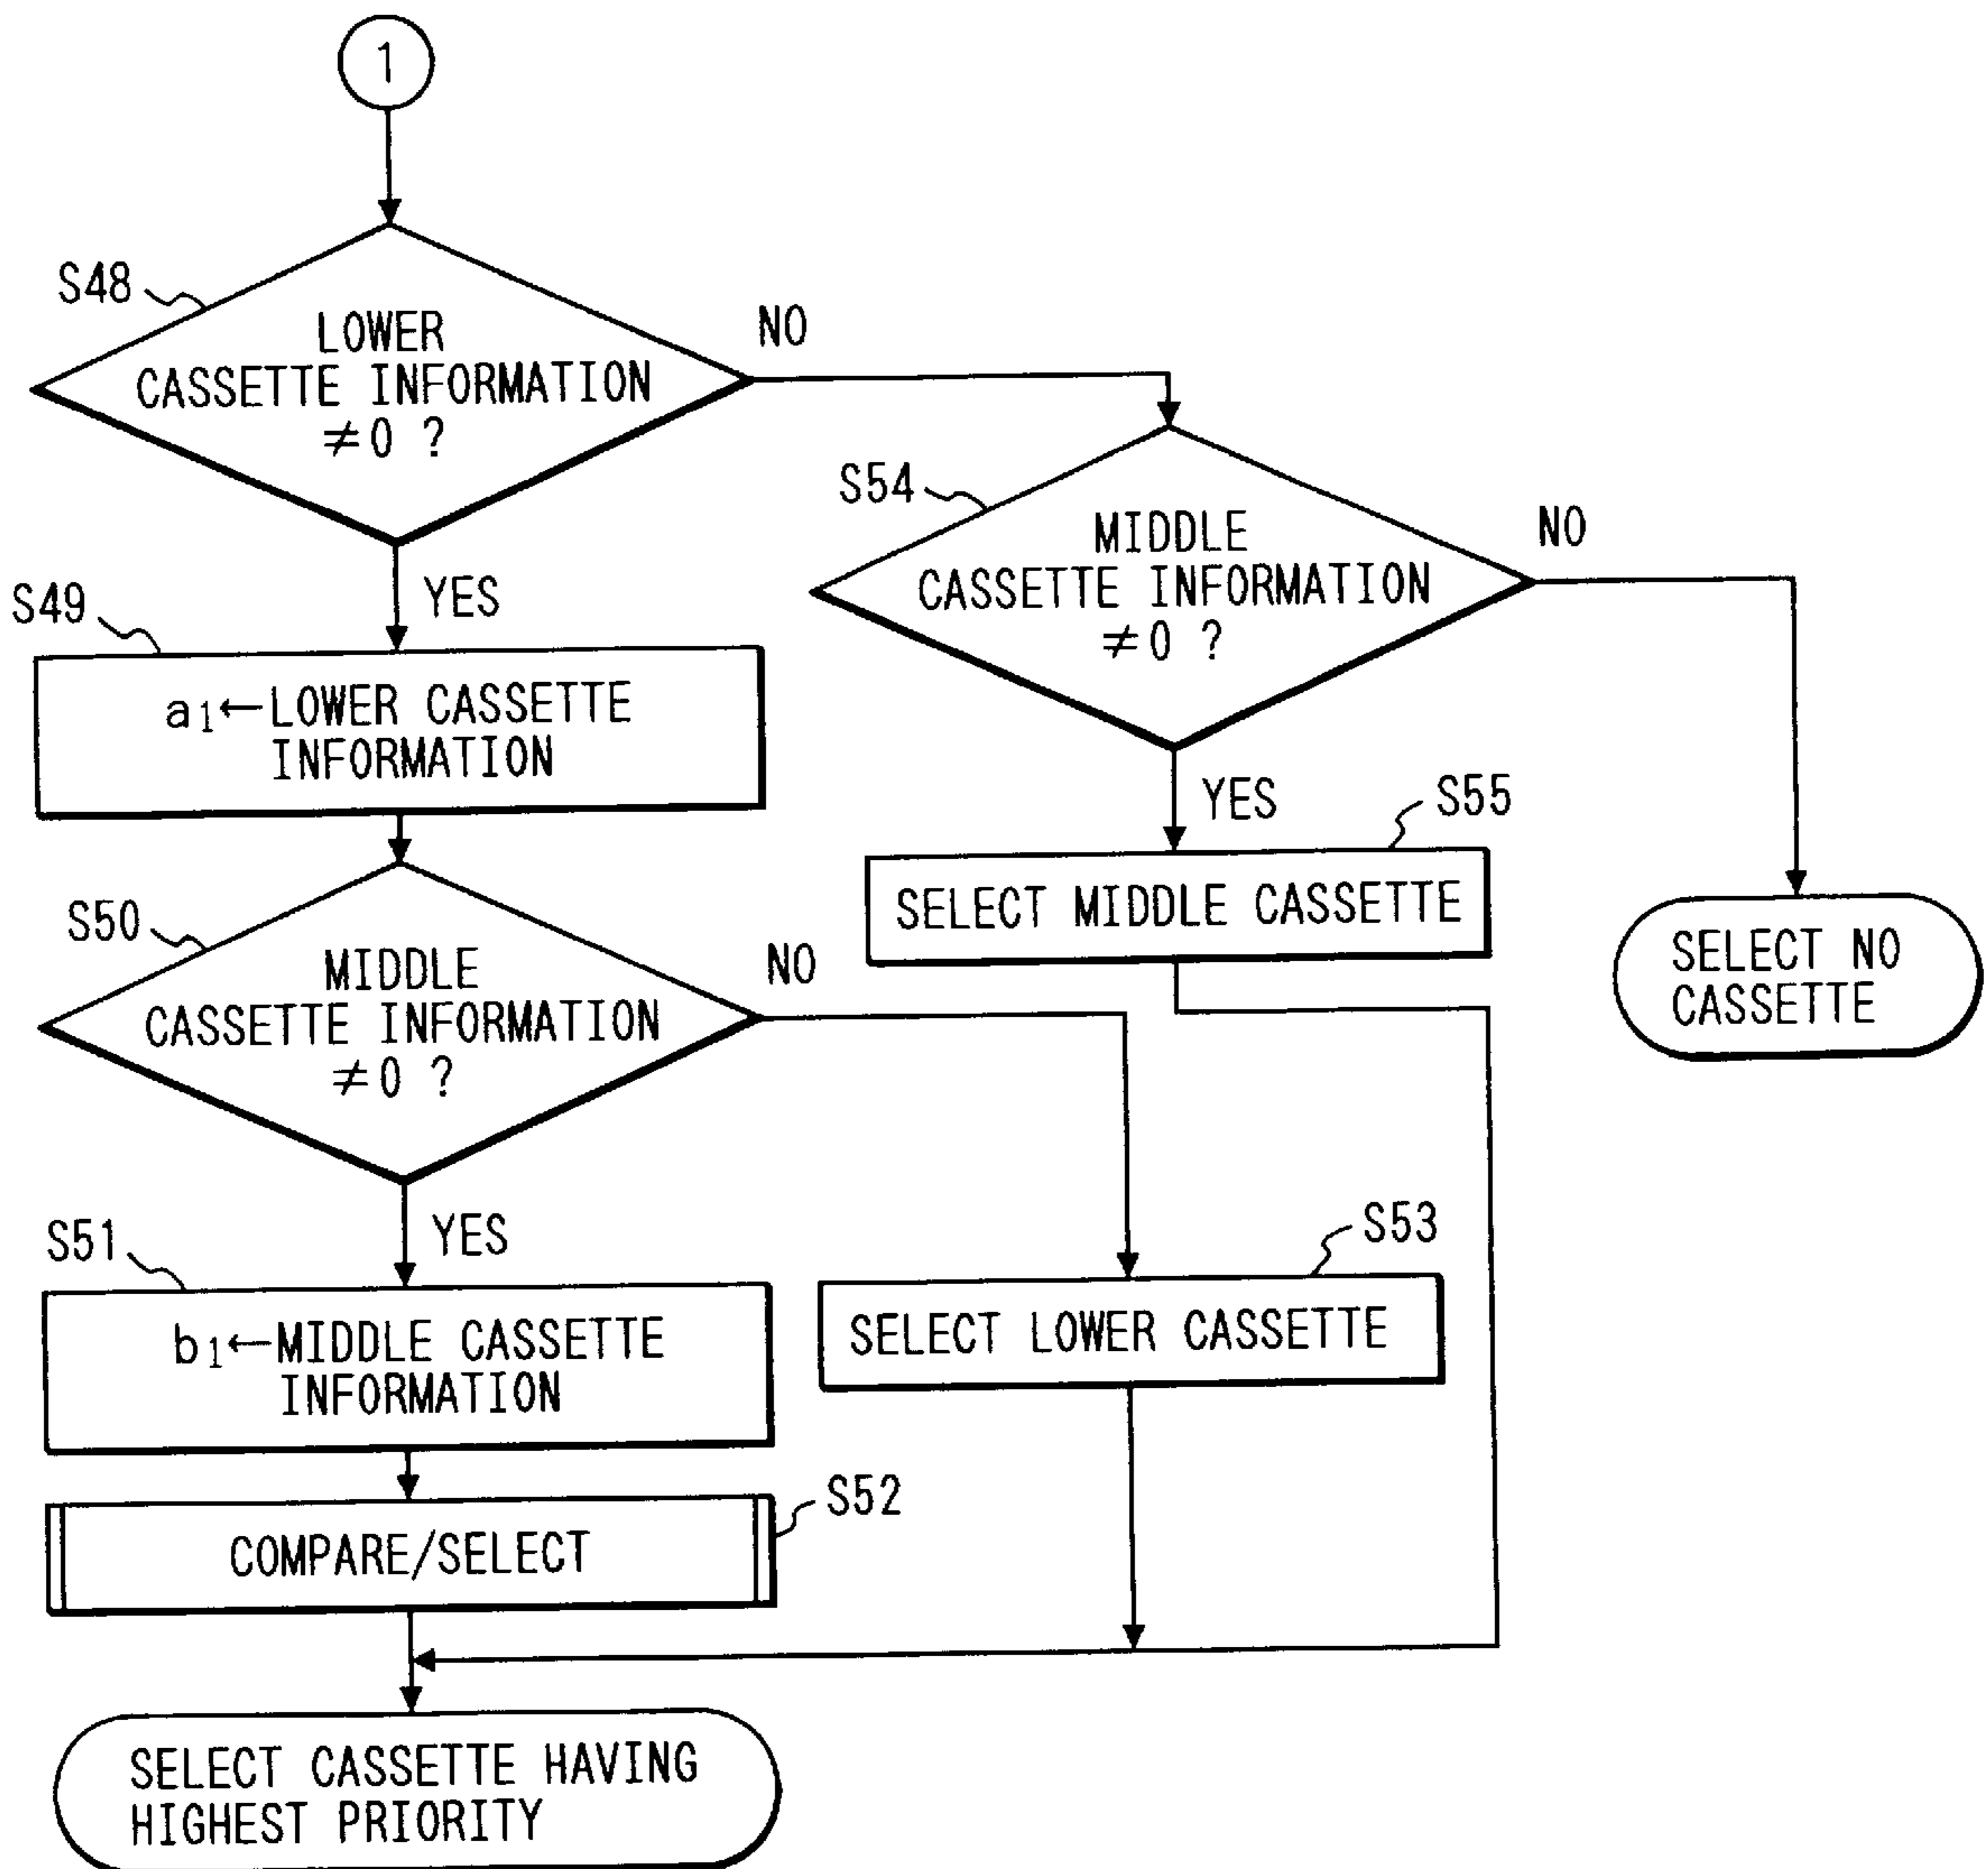 1
S48
LOWER
CASSETTE INFORMATION
≠0 ?
NO
YES
S54
MIDDLE
CASSETTE INFORMATION
≠0 ?
NO
YES
S49
a1←LOWER CASSETTE
INFORMATION
S55
SELECT MIDDLE CASSETTE
SELECT NO
CASSETTE
S50
MIDDLE
CASSETTE INFORMATION
≠0 ?
NO
YES
S51
b1←MIDDLE CASSETTE
INFORMATION
S53
SELECT LOWER CASSETTE
S52
COMPARE/SELECT
SELECT CASSETTE HAVING
HIGHEST PRIORITY